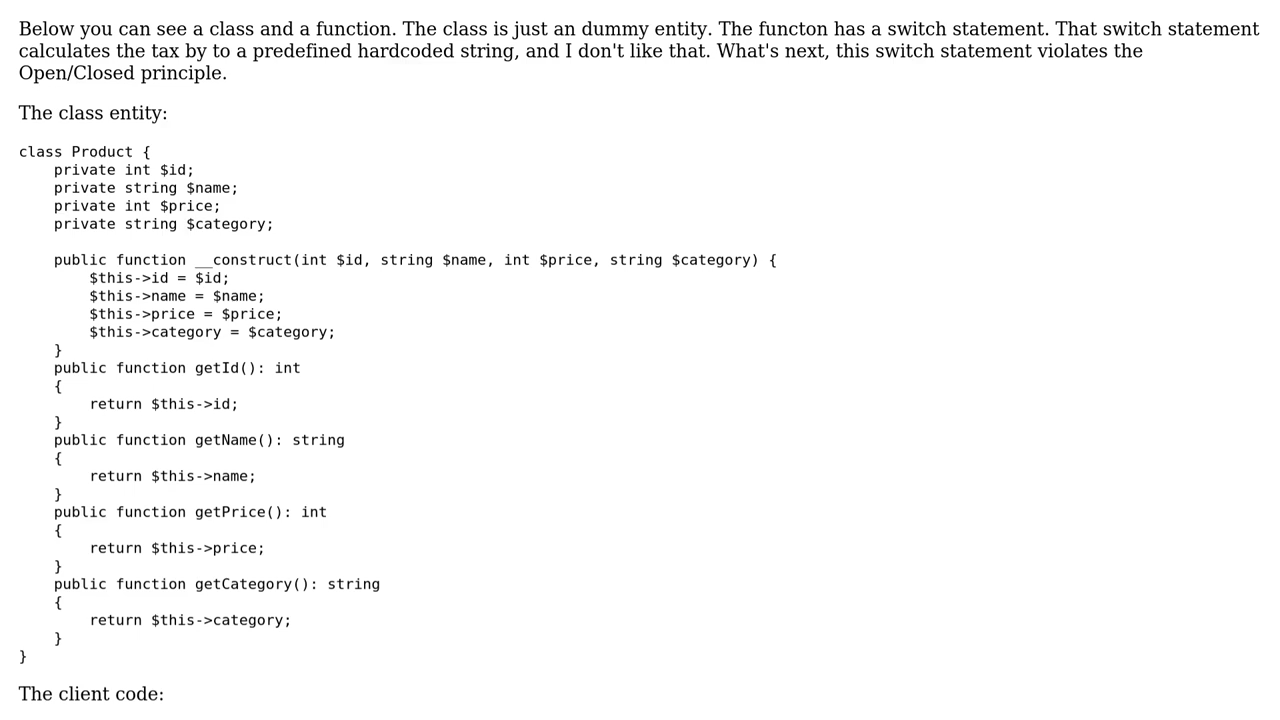 Below you can see a class and a function. The class is just an dummy entity. The functon has a switch statement. That switch statement
calculates the tax by to a predefined hardcoded string, and I don't like that. What's next, this switch statement violates the
Open/Closed principle.
The class entity:
class Product {
    private int $id;
    private string $name;
    private int $price;
    private string $category;

    public function __construct(int $id, string $name, int $price, string $category) {
        $this->id = $id;
        $this->name = $name;
        $this->price = $price;
        $this->category = $category;
    }
    public function getId(): int
    {
        return $this->id;
    }
    public function getName(): string
    {
        return $this->name;
    }
    public function getPrice(): int
    {
        return $this->price;
    }
    public function getCategory(): string
    {
        return $this->category;
    }
}
The client code: